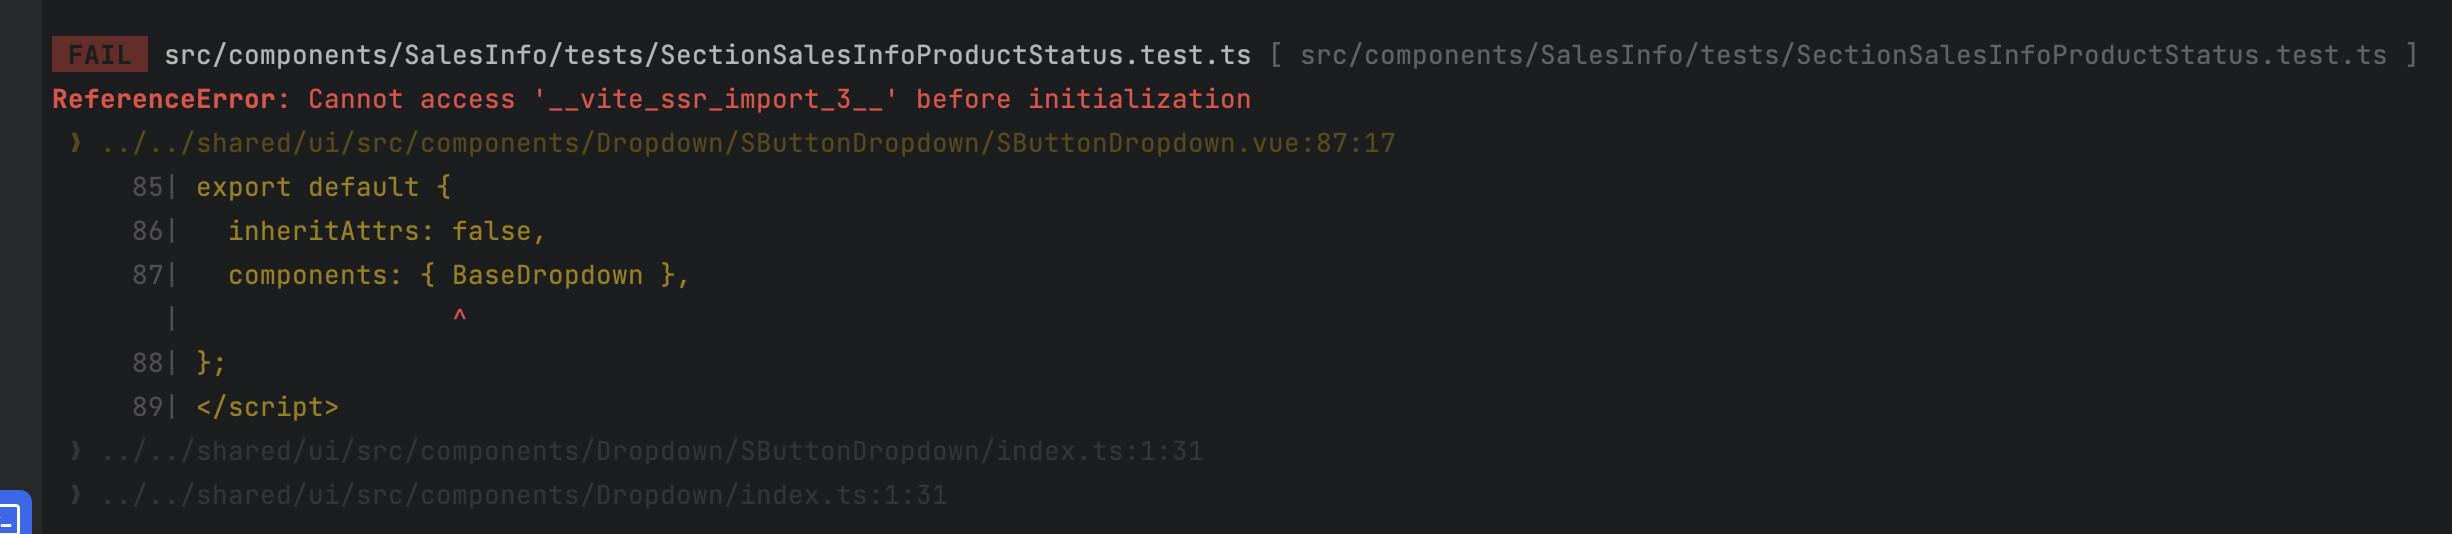 FAIL src/components/SalesInfo/tests/SectionSalesInfoProductStatus.test.ts [ src/components/SalesInfo/tests/SectionSalesInfoProductStatus.test.ts ]
ReferenceError: Cannot access '__vite_ssr_import_3__' before initialization
❯ ../../shared/ui/src/components/Dropdown/SButtonDropdown/SButtonDropdown.vue:87:17
85| export default {
86|   inheritAttrs: false,
87|   components: { BaseDropdown },
|                 ^
88| };
89| </script>
❯ ../../shared/ui/src/components/Dropdown/SButtonDropdown/index.ts:1:31
❯ ../../shared/ui/src/components/Dropdown/index.ts:1:31